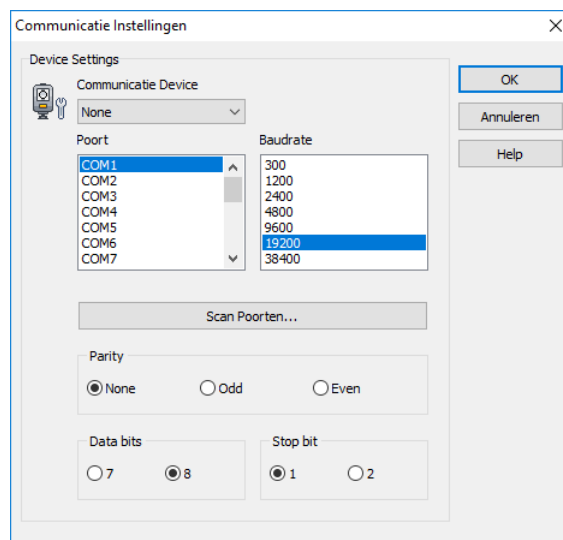 Communicatie Instellingen
Device Settings
Communicatie Device
None
Poort
COM1
COM2
COM3
COM4
COM5
COM6
COM7
Baudrate
300
1200
2400
4800
9600
19200
38400
Scan Poorten...
Parity
None
Odd
Even
Data bits
7
8
Stop bit
1
2
OK
Annuleren
Help